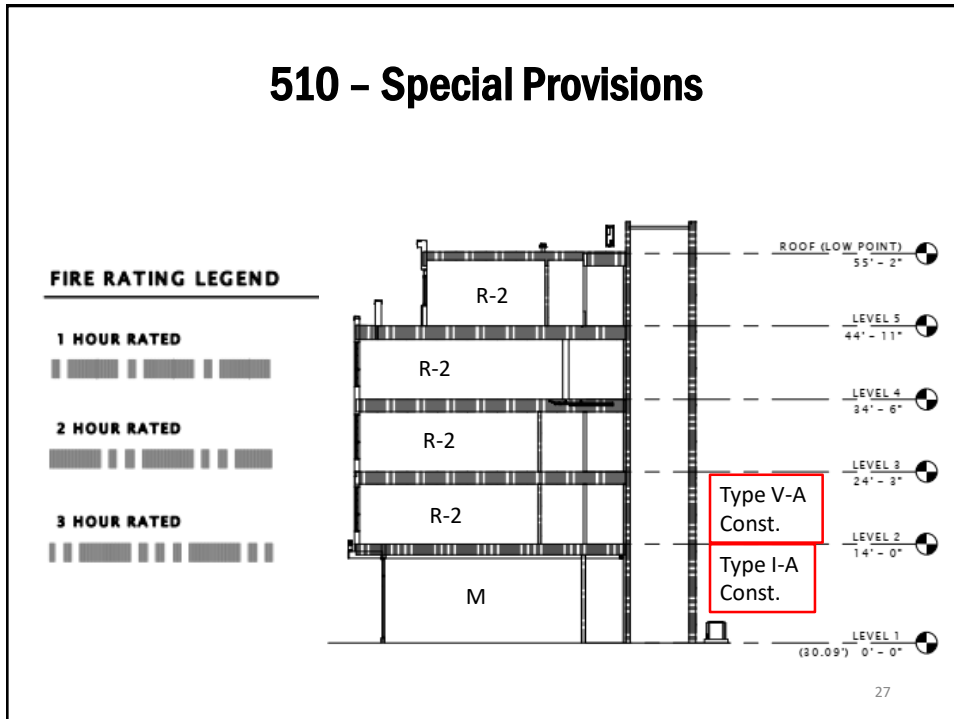 510 – Special Provisions
FIRE RATING LEGEND
1 HOUR RATED
2 HOUR RATED
3 HOUR RATED
R-2
R-2
R-2
R-2
M
ROOF (LOW POINT)
55' - 2"
LEVEL 5
44' - 11"
LEVEL 4
34' - 6"
LEVEL 3
24' - 3"
Type V-A
Const.
LEVEL 2
14' - 0"
Type I-A
Const.
LEVEL 1
(30.09') 0' - 0"
27